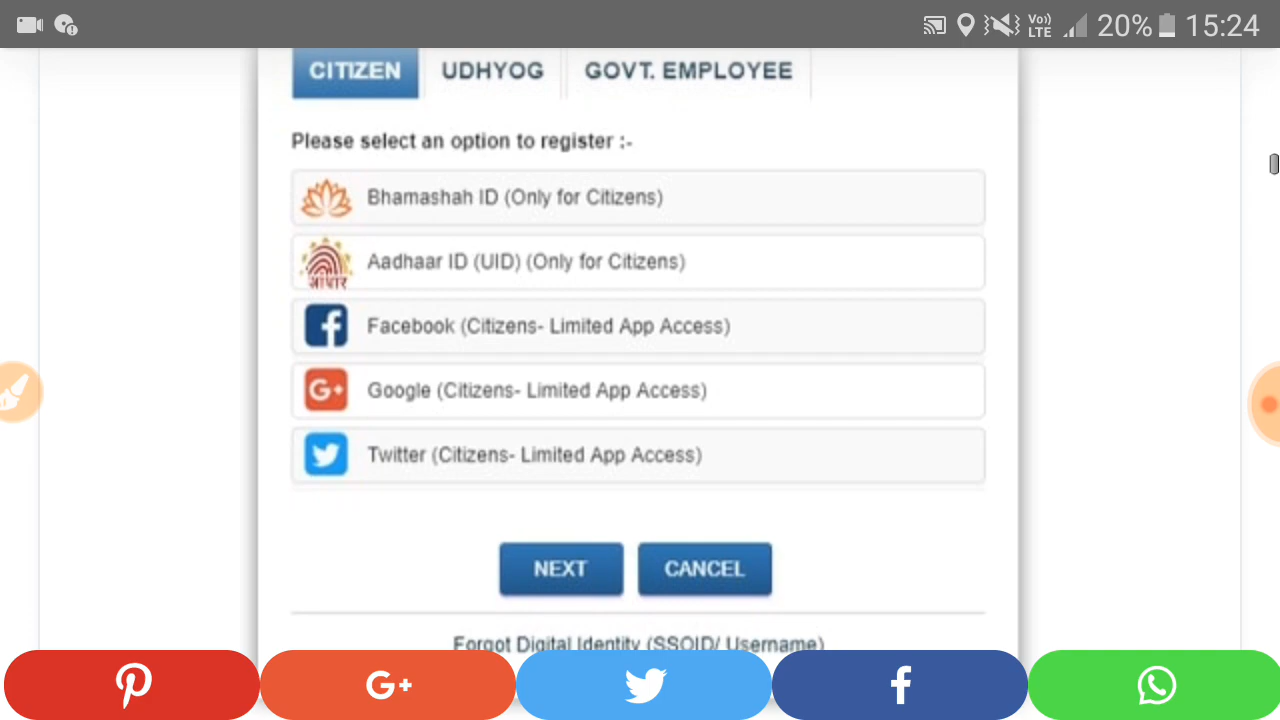 Vo)) LTE 20% 15:24
CITIZEN UDHYOG GOVT. EMPLOYEE
Please select an option to register :-
Bhamashah ID (Only for Citizens)
आधार
Aadhaar ID (UID) (Only for Citizens)
f Facebook (Citizens- Limited App Access)
G+ Google (Citizens- Limited App Access)
Twitter (Citizens- Limited App Access)
NEXT CANCEL
Forgot Digital Identity (SSOID/ Username)
G+ f